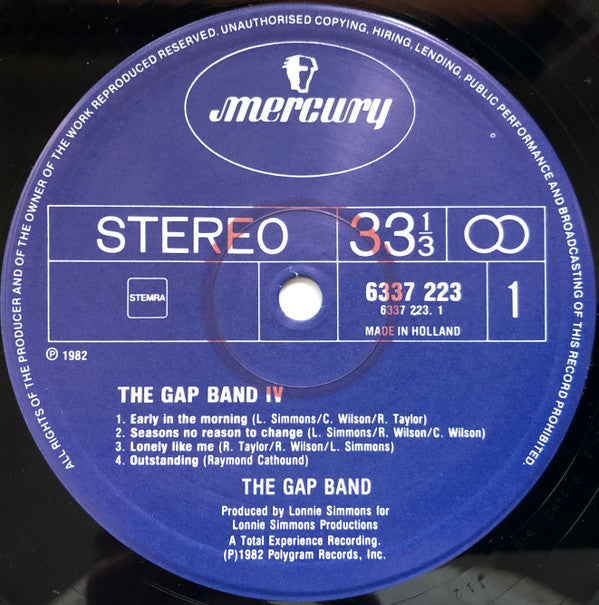 ALL RIGHTS OF THE PRODUCER AND OF THE OWNER OF THE WORK REPRODUCED RESERVED. UNAUTHORISED COPYING, HIRING, LENDING, PUBLIC PERFORMANCE AND BROADCASTING OF THIS RECORD PROHIBITED.
mercury
STEREO 33 1/3
STEMRA 6337 223 1
6337 223. 1
MADE IN HOLLAND
℗ 1982
THE GAP BAND IV
1. Early in the morning (L. Simmons/C. Wilson/R. Taylor)
2. Seasons no reason to change (L. Simmons/R. Wilson/C. Wilson)
3. Lonely like me (R. Taylor/R. Wilson/L. Simmons)
4. Outstanding (Raymond Cathound)
THE GAP BAND
Produced by Lonnie Simmons for
Lonnie Simmons Productions
A Total Experience Recording.
(P)1982 Polygram Records, Inc.